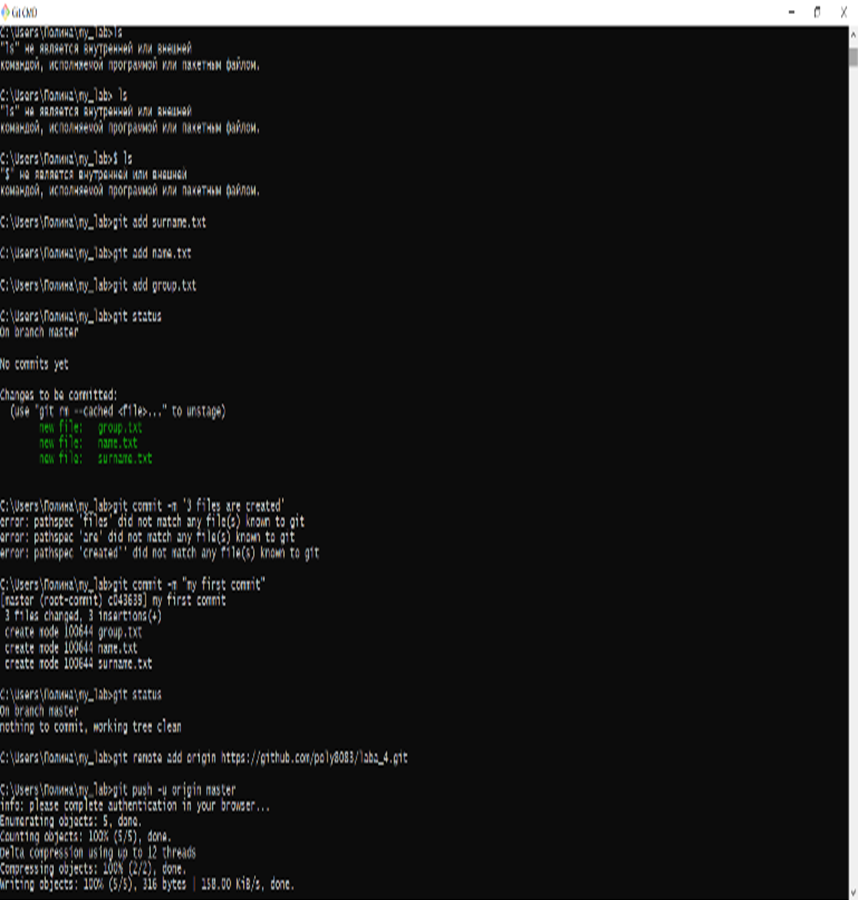 Git CMD
C:\Users\Полина\my_lab>ls
"ls" не является внутренней или внешней
командой, исполняемой программой или пакетным файлом.
C:\Users\Полина\my_lab> ls
"ls" не является внутренней или внешней
командой, исполняемой программой или пакетным файлом.
C:\Users\Полина\my_lab>$ ls
"$" не является внутренней или внешней
командой, исполняемой программой или пакетным файлом.
C:\Users\Полина\my_lab>git add surname.txt
C:\Users\Полина\my_lab>git add name.txt
C:\Users\Полина\my_lab>git add group.txt
C:\Users\Полина\my_lab>git status
On branch master
No commits yet
Changes to be committed:
(use "git rm --cached <file>..." to unstage)
new file: group.txt
new file: name.txt
new file: surname.txt
C:\Users\Полина\my_lab>git commit -m '3 files are created'
error: pathspec 'files' did not match any file(s) known to git
error: pathspec 'are' did not match any file(s) known to git
error: pathspec 'created'' did not match any file(s) known to git
C:\Users\Полина\my_lab>git commit -m "my first commit"
[master (root-commit) my first commit
3 files changed, 3 insertions(+)
create mode 100644 group.txt
create mode 100644 name.txt
create mode 100644 surname.txt
C:\Users\Полина\my_lab>git status
On branch master
nothing to commit, working tree clean
C:\Users\Полина\my_lab>git remote add origin https://github.com/poly8083/laba_4.git
C:\Users\Полина\my_lab>git push -u origin master
info: please complete authentication in your browser...
Enumerating objects: 5, done.
Counting objects: 100% (5/5), done.
Delta compression using up to 12 threads
Compressing objects: 100% (2/2), done.
Writing objects: 100% (5/5), 316 bytes | 158.00 KiB/s, done.